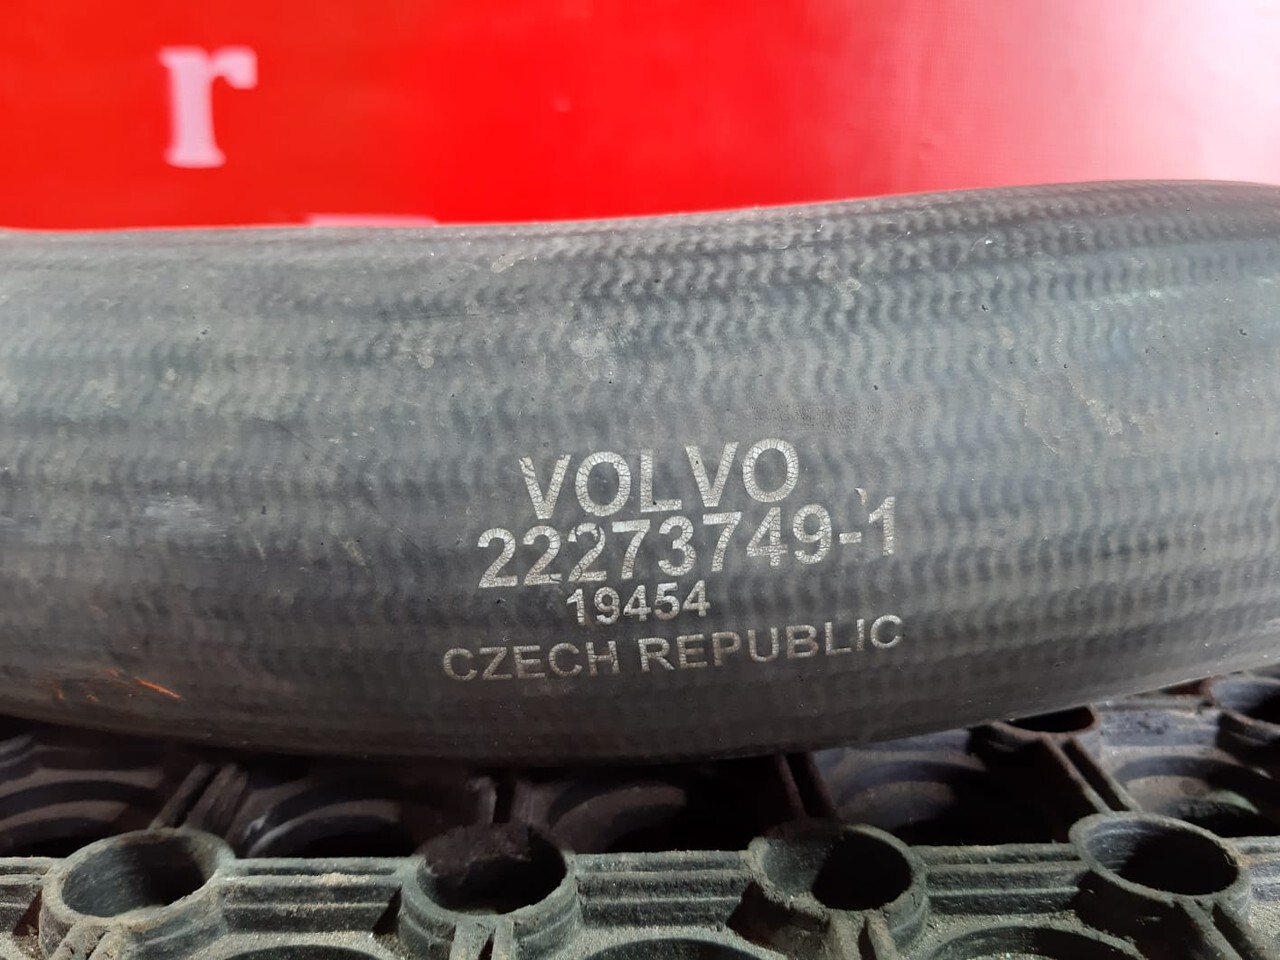 r
VOLVO
22273749-1
19454
CZECH REPUBLIC